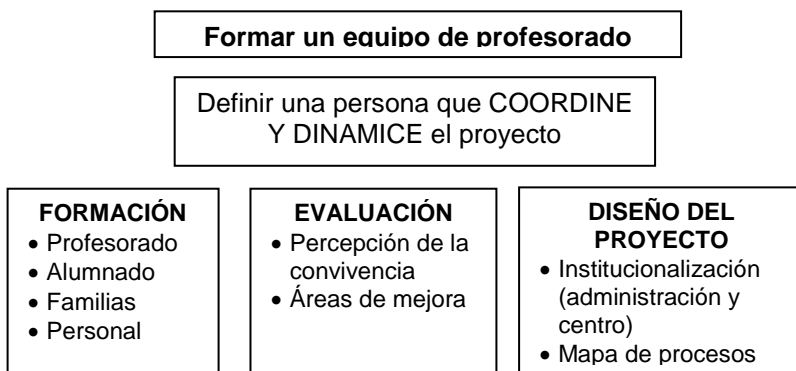 Formar un equipo de profesorado
Definir una persona que COORDINE
Y DINAMICE el proyecto
FORMACIÓN
• Profesorado
• Alumnado
• Familias
• Personal
EVALUACIÓN
• Percepción de la
convivencia
• Áreas de mejora
DISEÑO DEL
PROYECTO
• Institucionalización
(administración y
centro)
• Mapa de procesos